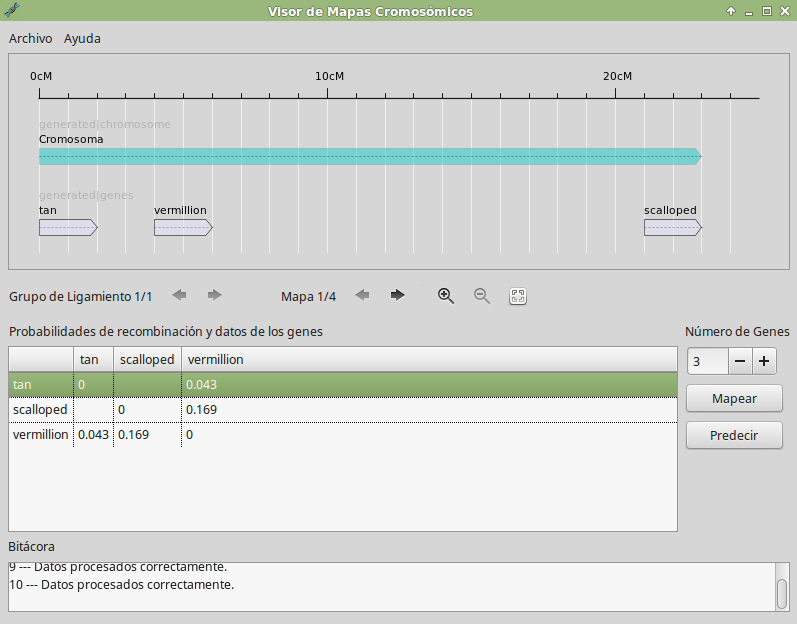 Visor de Mapas Cromosómicos
Archivo Ayuda
0cM 10cM 20cM
generated|chromosome
Cromosoma
generated|genes
tan vermillion scalloped
Grupo de Ligamiento 1/1 Mapa 1/4
Probabilidades de recombinación y datos de los genes Número de Genes
tan scalloped vermillion
3
tan 0 0.043
Mapear
scalloped 0 0.169
vermillion 0.043 0.169 0
Predecir
Bitácora
9 --- Datos procesados correctamente.
10 --- Datos procesados correctamente.